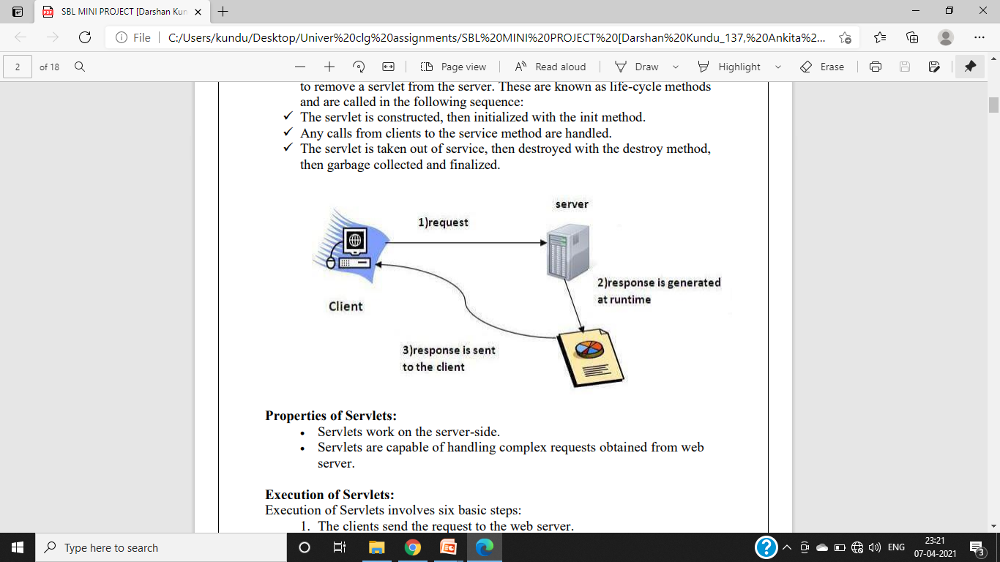 SBL MINI PROJECT [Darshan Kun
File
C:/Users/kundu/Desktop/Univer%20clg%20assignments/SBL%20MINI%20PROJECT%20[Darshan%20Kundu_137,%20Ankita%2...
2
of 18
Page view
Read aloud
Draw
Highlight
Erase
to remove a servlet from the server. These are known as life-cycle methods
and are called in the following sequence:
✓ The servlet is constructed, then initialized with the init method.
✓ Any calls from clients to the service method are handled.
✓ The servlet is taken out of service, then destroyed with the destroy method,
then garbage collected and finalized.
server
1)request
2)response is generated
at runtime
Client
3)response is sent
to the client
Properties of Servlets:
• Servlets work on the server-side.
• Servlets are capable of handling complex requests obtained from web
server.
Execution of Servlets:
Execution of Servlets involves six basic steps:
1. The clients send the request to the web server.
Type here to search
ENG
23:21
07-04-2021
3